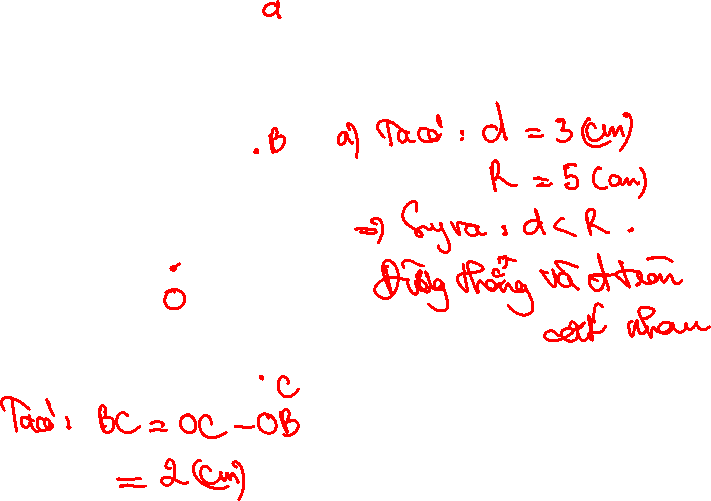 a
.B
a) Ta có: d = 3 (cm)
R = 5 (cm)
=) Suy ra: d < R.
Đường thẳng và đtròn
cắt nhau
O
C
Ta có: BC = OC - OB
= 2 (cm)